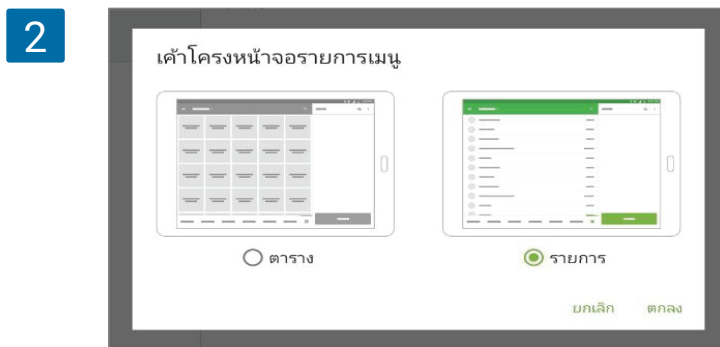 2
เค้าโครงหน้าจอรายการเมนู
ตาราง
รายการ
ยกเลิก ตกลง